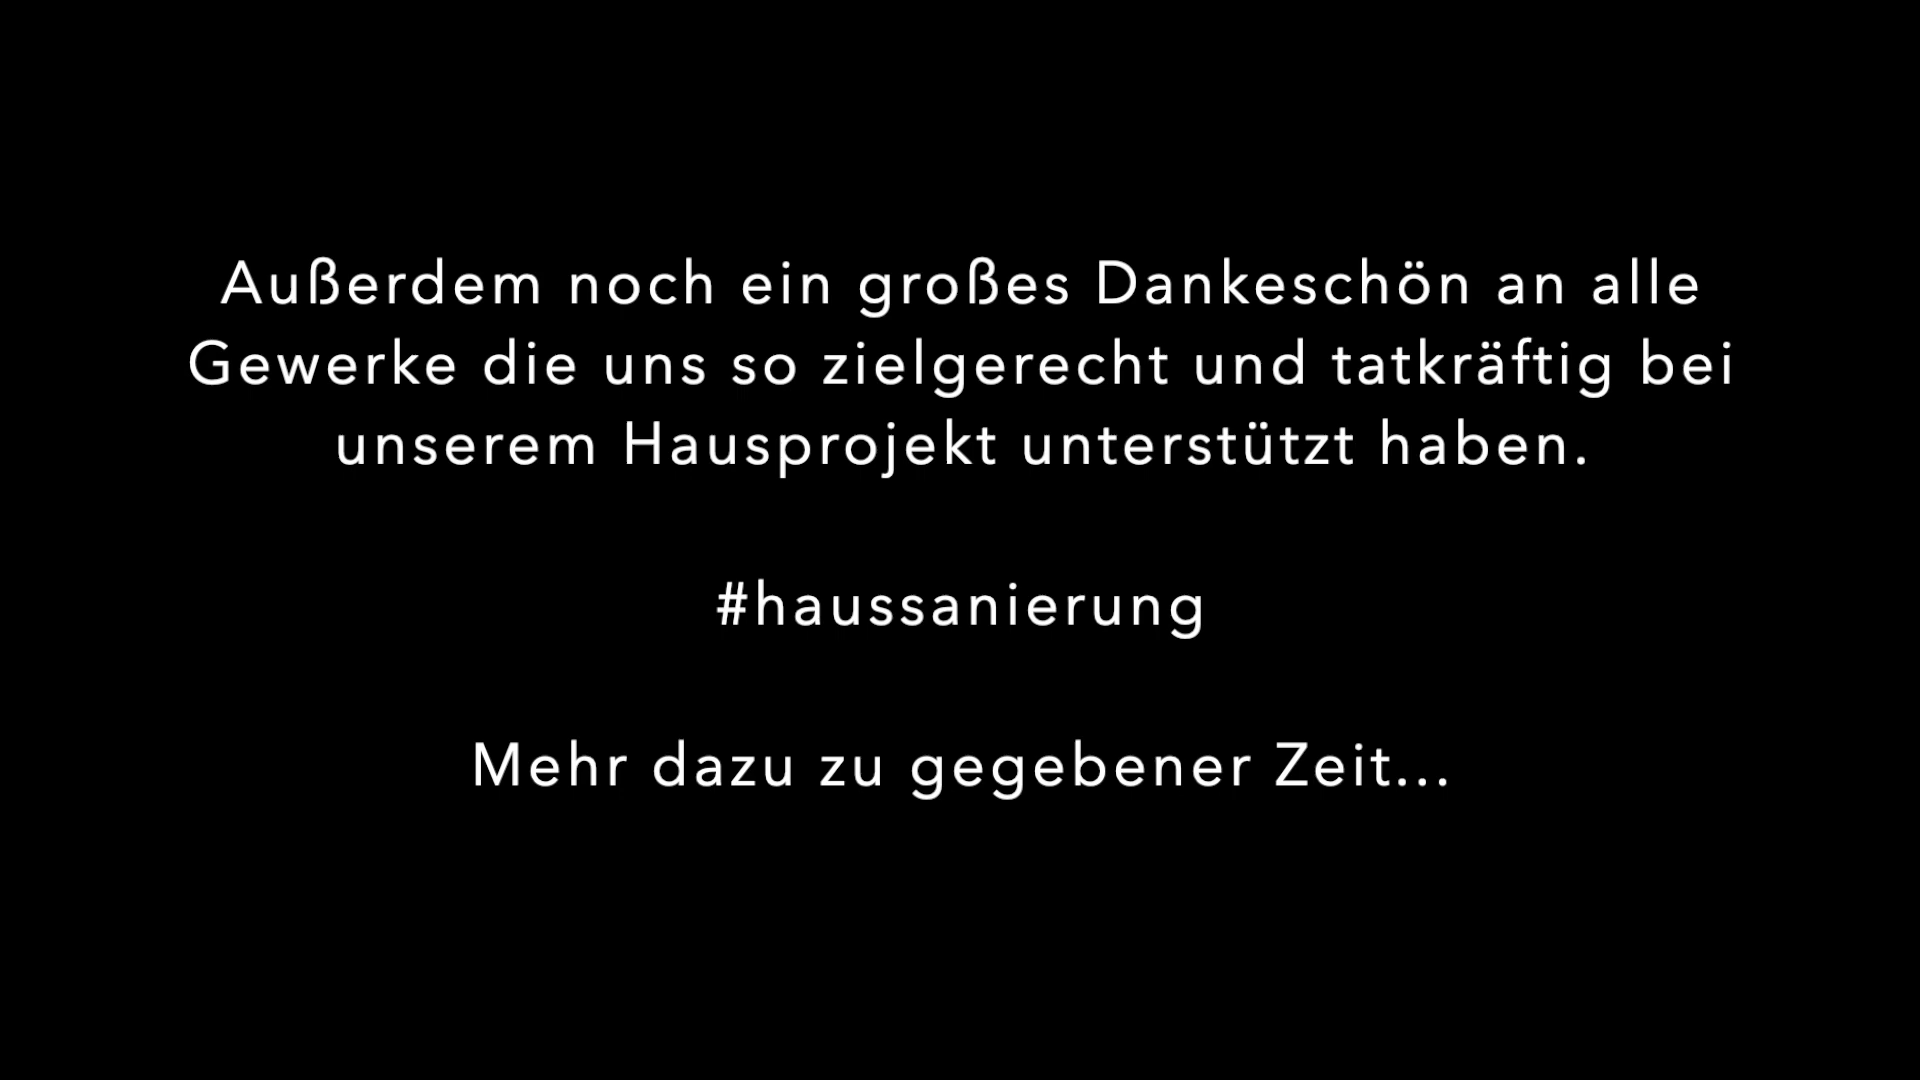 Außerdem noch ein großes Dankeschön an alle
Gewerke die uns so zielgerecht und tatkräftig bei
unserem Hausprojekt unterstützt haben.
#haussanierung
Mehr dazu zu gegebener Zeit...